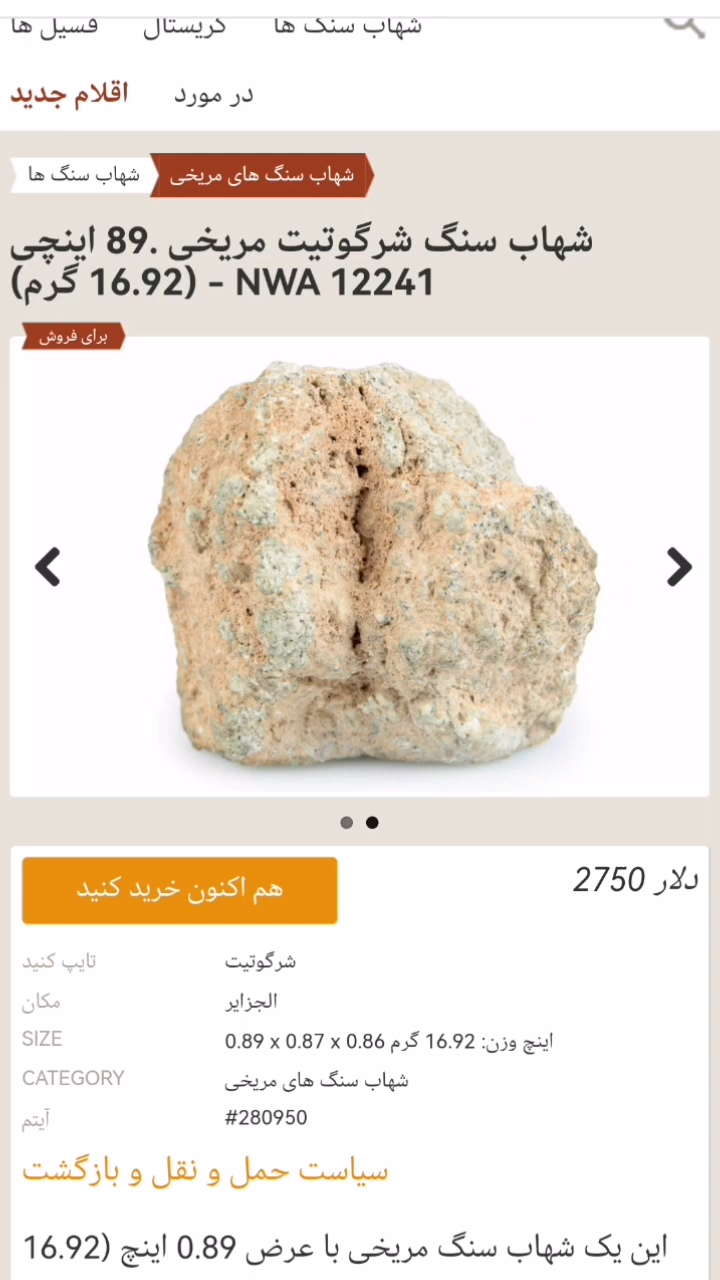 شهاب سنگ ها کریستال فسیل ها
در مورد اقلام جدید
شهاب سنگ ها شهاب سنگ های مریخی
شهاب سنگ شرگوتیت مریخی .89 اینچی
(16.92 گرم) - NWA 12241
برای فروش
هم اکنون خرید کنید
2750 دلار
تایپ کنید شرگوتیت
مکان الجزایر
SIZE 0.89 x 0.87 x 0.86 اینچ وزن: 16.92 گرم
CATEGORY شهاب سنگ های مریخی
آیتم #280950
سیاست حمل و نقل و بازگشت
این یک شهاب سنگ مریخی با عرض 0.89 اینچ (16.92